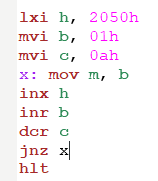 lxi h, 2050h
mvi b, 01h
mvi c, 0ah
x: mov m, b
inx h
inr b
dcr c
jnz x
hlt